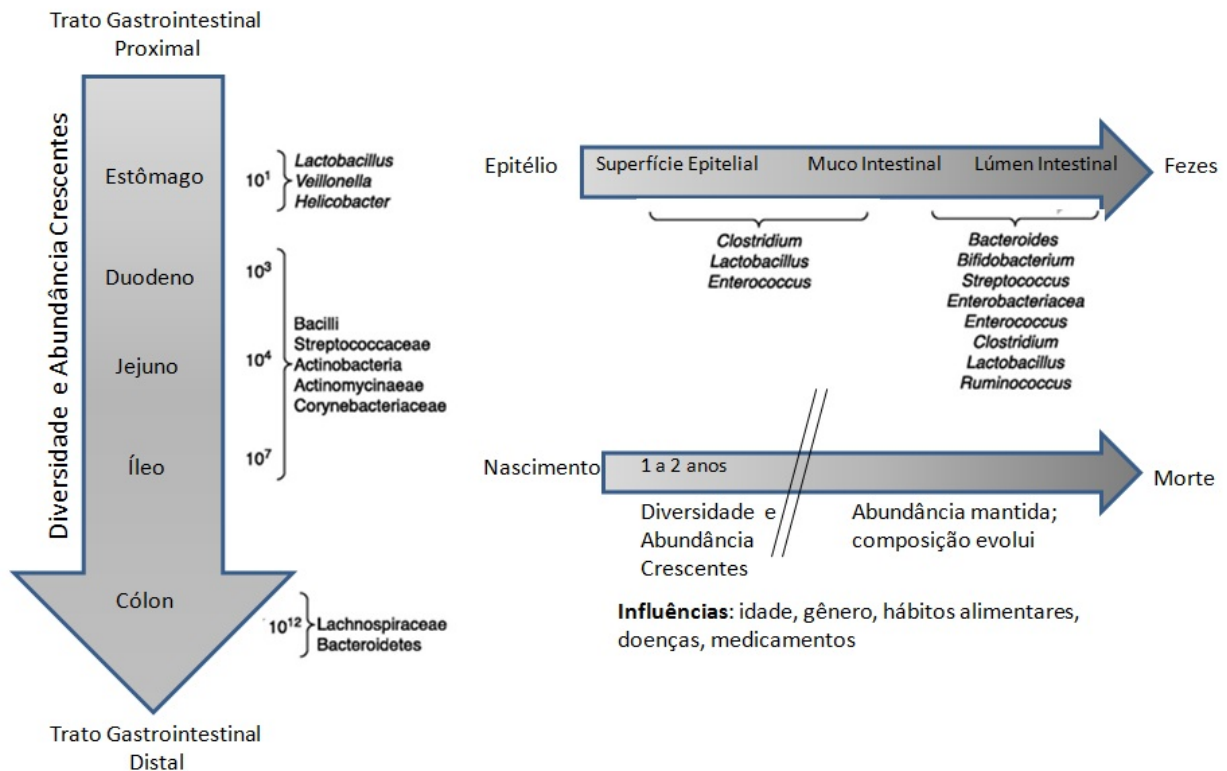 Trato Gastrointestinal
Proximal
Diversidade e Abundância Crescentes
Estômago
10¹
Lactobacillus
Veillonella
Helicobacter
Duodeno
10³
Jejuno
10⁴
Íleo
10⁷
Bacilli
Streptococcaceae
Actinobacteria
Actinomycinaeae
Corynebacteriaceae
Cólon
10¹²
Lachnospiraceae
Bacteroidetes
Trato Gastrointestinal
Distal
Epitélio
Superfície Epitelial
Muco Intestinal
Lúmen Intestinal
Fezes
Clostridium
Lactobacillus
Enterococcus
Bacteroides
Bifidobacterium
Streptococcus
Enterobacteriacea
Enterococcus
Clostridium
Lactobacillus
Ruminococcus
Nascimento
1 a 2 anos
Morte
Diversidade e
Abundância
Crescentes
Abundância mantida;
composição evolui
Influências: idade, gênero, hábitos alimentares,
doenças, medicamentos